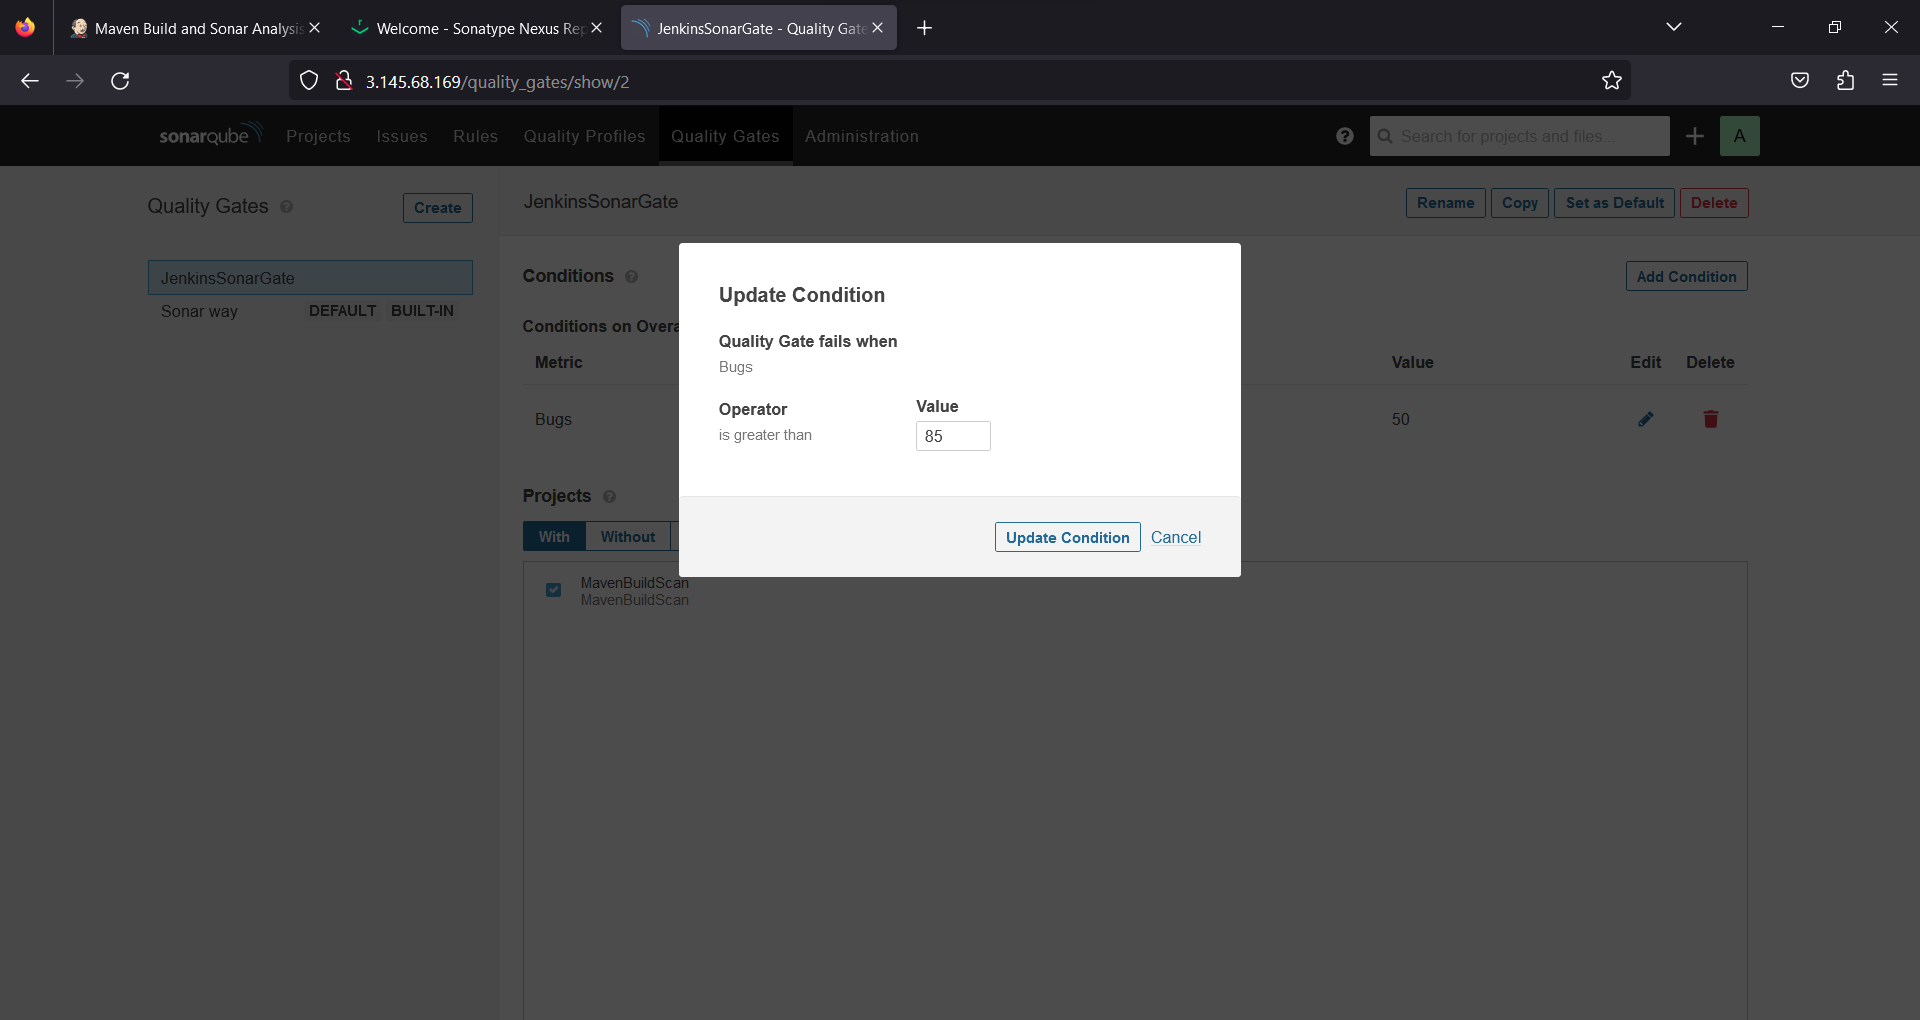 Maven Build and Sonar Analysis
Welcome - Sonatype Nexus Rep
JenkinsSonarGate - Quality Gate
3.145.68.169/quality_gates/show/2
sonarqube
Projects
Issues
Rules
Quality Profiles
Quality Gates
Administration
Search for projects and files...
A
Quality Gates
Create
JenkinsSonarGate
Rename
Copy
Set as Default
Delete
JenkinsSonarGate
Sonar way DEFAULT BUILT-IN
Conditions
Add Condition
Conditions on Overa
Metric
Value
Edit
Delete
Bugs
50
Projects
With
Without
MavenBuildScan
MavenBuildScan
Update Condition
Quality Gate fails when
Bugs
Operator
Value
is greater than
85
Update Condition
Cancel